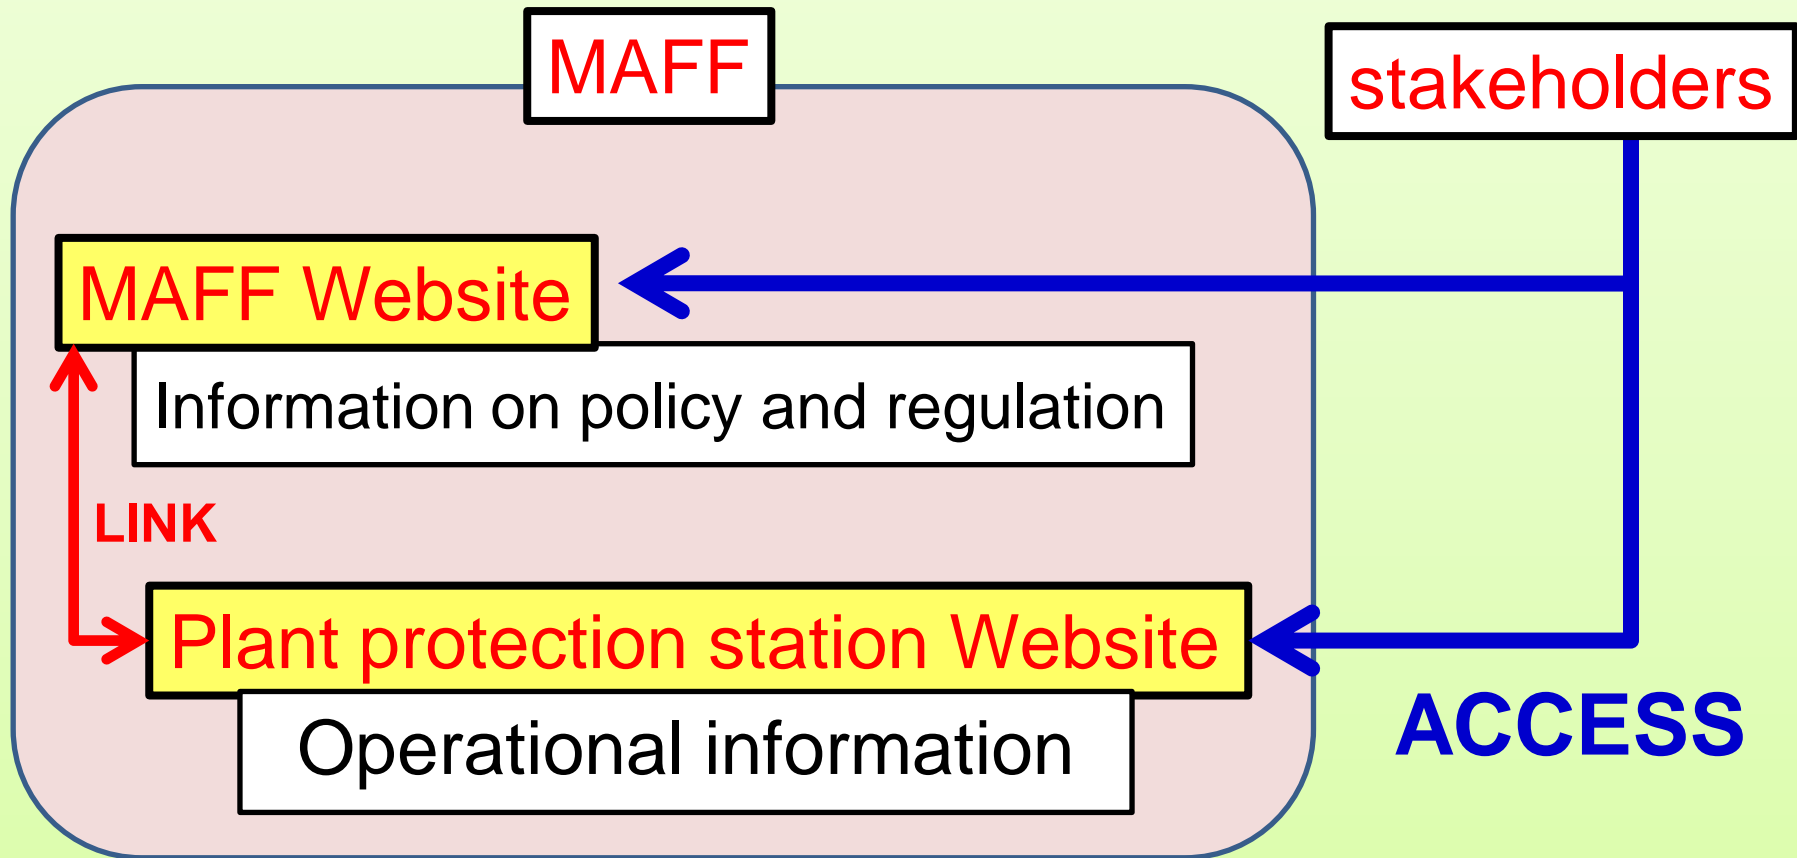 MAFF
stakeholders
MAFF Website
Information on policy and regulation
LINK
Plant protection station Website
Operational information
ACCESS